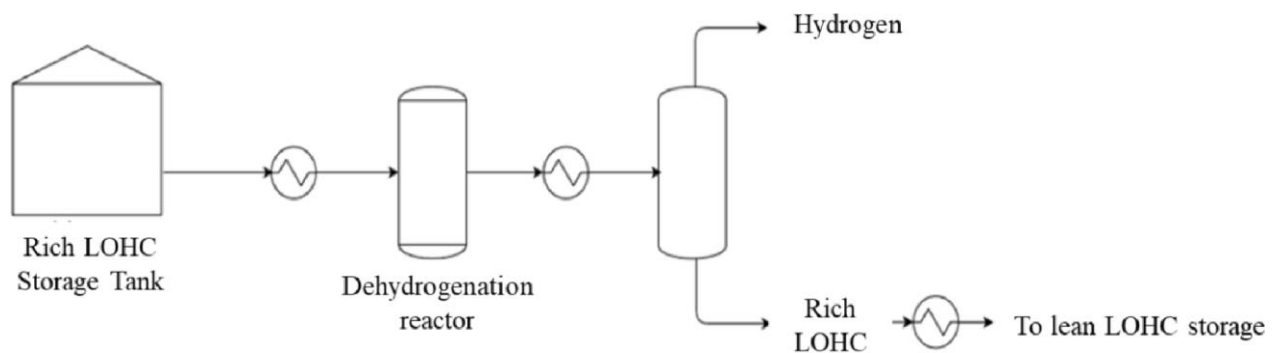 Hydrogen
Rich LOHC
Storage Tank
Dehydrogenation
reactor
Rich
LOHC
To lean LOHC storage